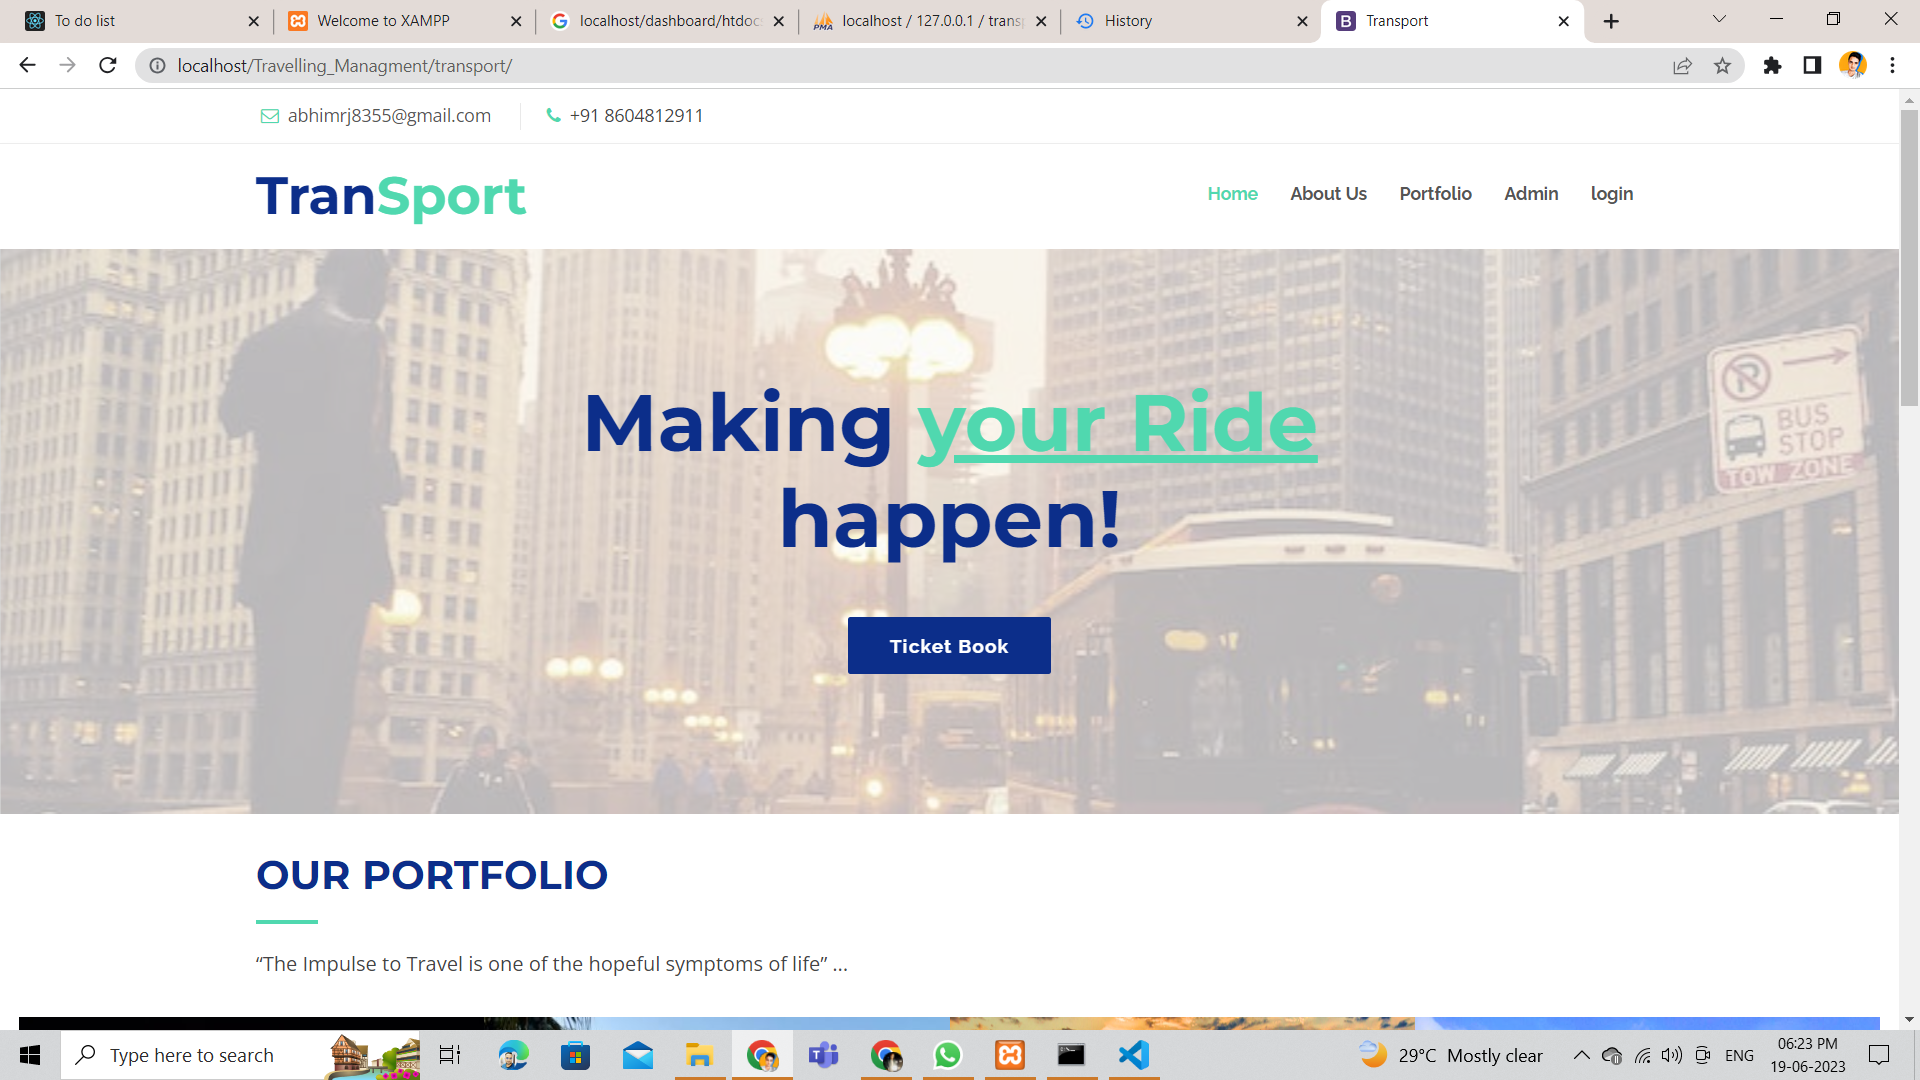 To do list
Welcome to XAMPP
localhost/dashboard/htdocs
localhost / 127.0.0.1 / transp
History
Transport
localhost/Travelling_Managment/transport/
abhimrj8355@gmail.com
+91 8604812911
TranSport
Home
About Us
Portfolio
Admin
login
Making your Ride
happen!
Ticket Book
BUS
STOP
TOW ZONE
OUR PORTFOLIO
“The Impulse to Travel is one of the hopeful symptoms of life” ...
Type here to search
29°C Mostly clear
ENG
06:23 PM
19-06-2023